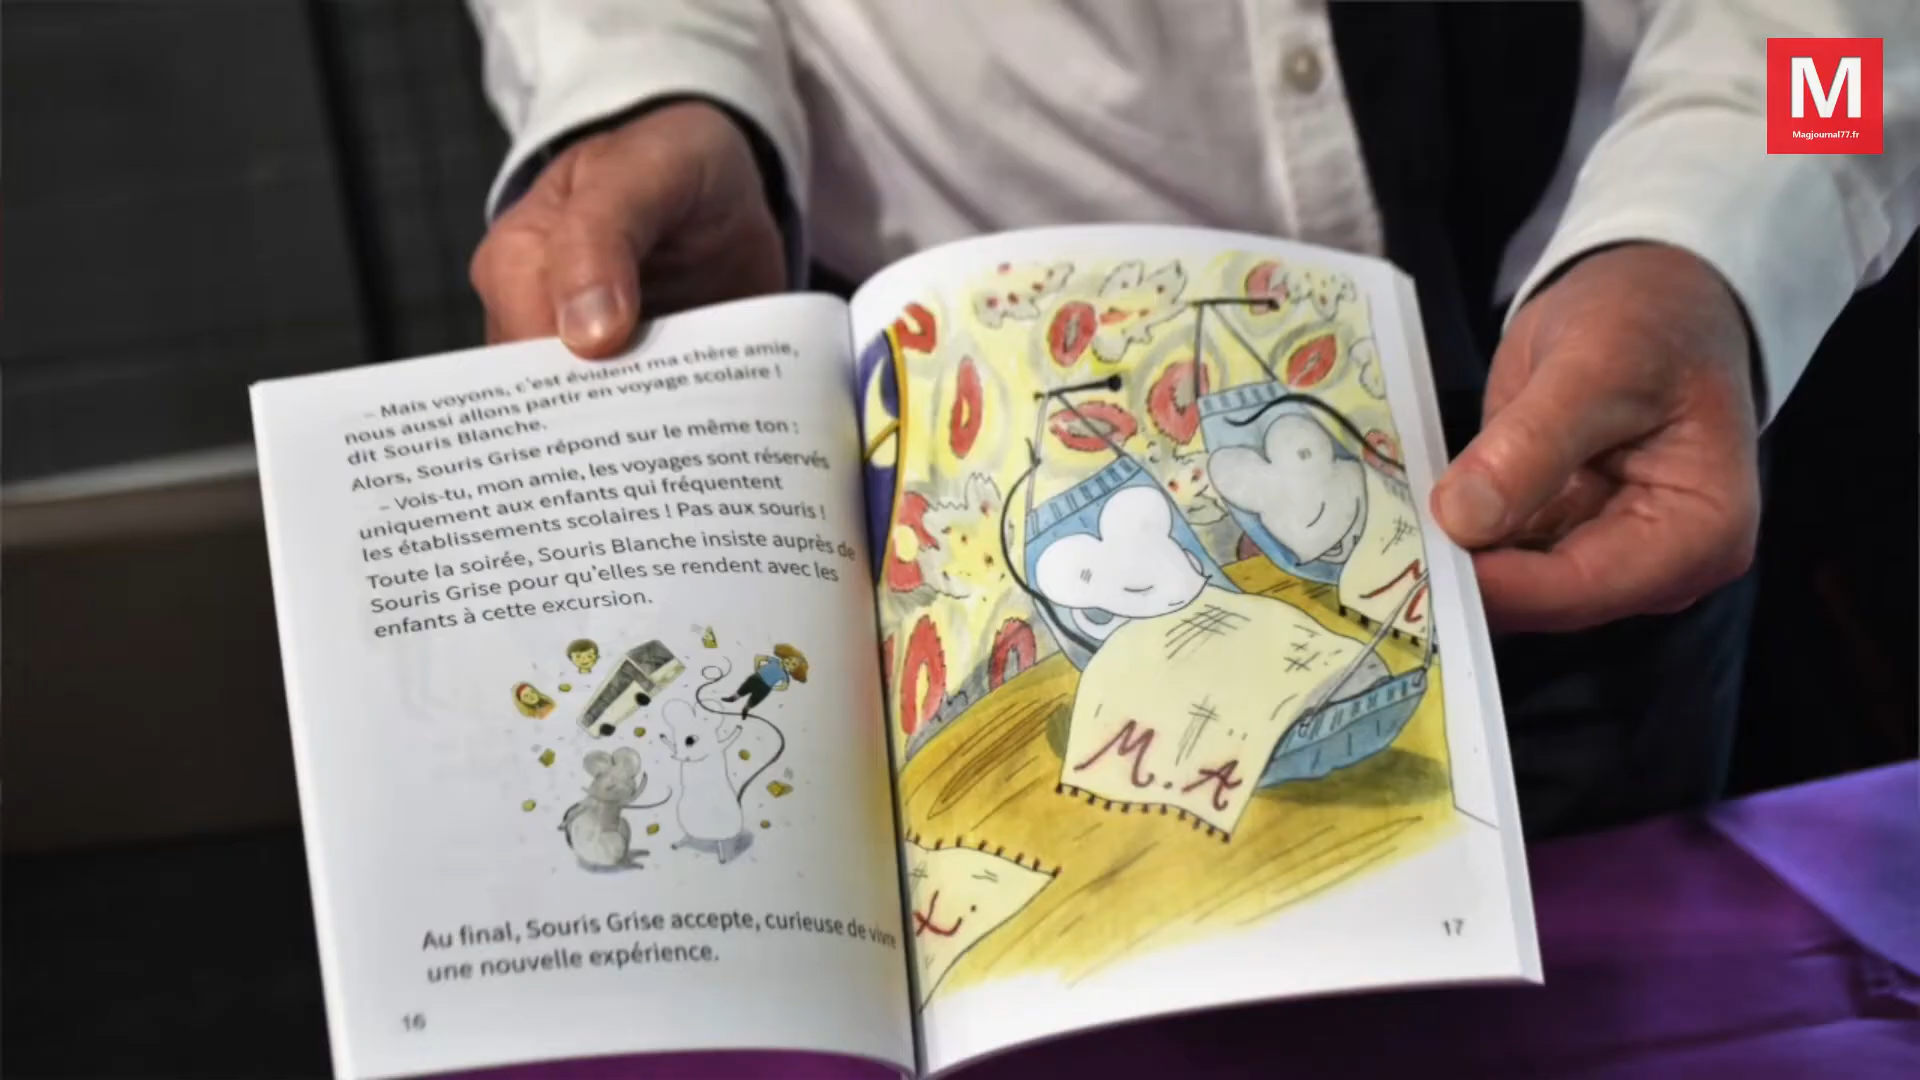 M
Magjournal77.fr
– Mais voyons, c'est évident ma chère amie,
nous aussi allons partir en voyage scolaire !
dit Souris Blanche.
Alors, Souris Grise répond sur le même ton :
– Vois-tu, mon amie, les voyages sont réservés
uniquement aux enfants qui fréquentent
les établissements scolaires ! Pas aux souris !
Toute la soirée, Souris Blanche insiste auprès de
Souris Grise pour qu'elles se rendent avec les
enfants à cette excursion.
Au final, Souris Grise accepte, curieuse de vivre
une nouvelle expérience.
16
M. A
17